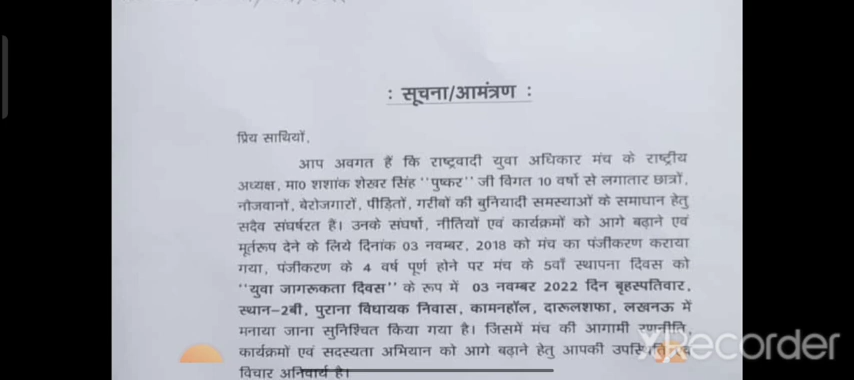 : सूचना/आमंत्रण :
प्रिय साथियों,
आप अवगत हैं कि राष्ट्रवादी युवा अधिकार मंच के राष्ट्रीय
अध्यक्ष, मा0 शशांक शेखर सिंह "पुष्कर" जी विगत 10 वर्षो से लगातार छात्रों,
नौजवानों, बेरोजगारों, पीड़ितों, गरीबों की बुनियादी समस्याओं के समाधान हेतु
सदैव संघर्षरत हैं। उनके संघर्षो, नीतियों एवं कार्यक्रमों को आगे बढ़ाने एवं
मूर्तरूप देने के लिये दिनांक 03 नवम्बर, 2018 को मंच का पंजीकरण कराया
गया, पंजीकरण के 4 वर्ष पूर्ण होने पर मंच के 5वाँ स्थापना दिवस को
"युवा जागरूकता दिवस" के रूप में 03 नवम्बर 2022 दिन बृहस्पतिवार,
स्थान-2बी, पुराना विधायक निवास, कामनहॉल, दारूलशफा, लखनऊ में
मनाया जाना सुनिश्चित किया गया है। जिसमें मंच की आगामी रणनीति,
कार्यक्रमों एवं सदस्यता अभियान को आगे बढ़ाने हेतु आपकी उपस्थिति एवं
विचार अनिवार्य है।
XRecorder